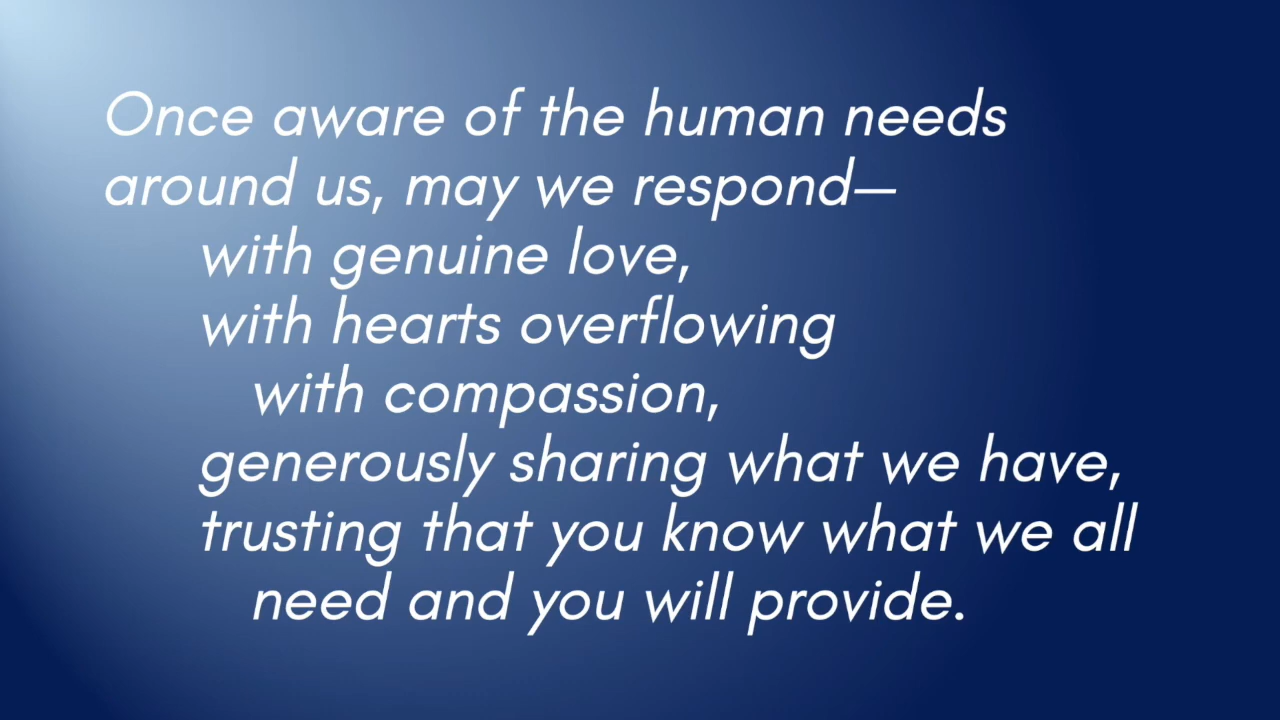 Once aware of the human needs
around us, may we respond—
with genuine love,
with hearts overflowing
with compassion,
generously sharing what we have,
trusting that you know what we all
need and you will provide.